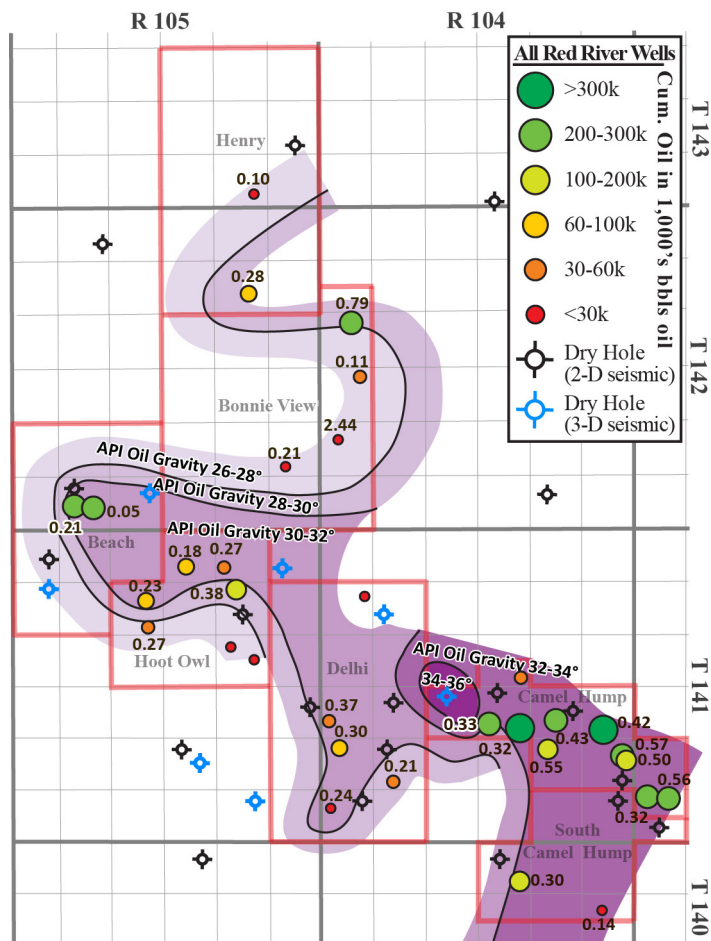 R 105
R 104
All Red River Wells
>300k
200-300k
100-200k
60-100k
30-60k
<30k
Dry Hole
(2-D seismic)
Dry Hole
(3-D seismic)
Cum. Oil in 1,000's bbls oil
T 143
T 142
T 141
T 140
Henry
0.10
0.28
0.79
0.11
Bonnie View
2.44
0.21
API Oil Gravity 26-28°
API Oil Gravity 28-30°
0.05
0.21
API Oil Gravity 30-32°
Beach
0.18
0.27
0.23
0.38
0.27
Hoot Owl
Delhi
API Oil Gravity 32-34°
34-36°
Camel Hump
0.37
0.33
0.42
0.30
0.32
0.43
0.57
0.55
0.50
0.21
0.56
0.24
0.32
South
Camel Hump
0.30
0.14